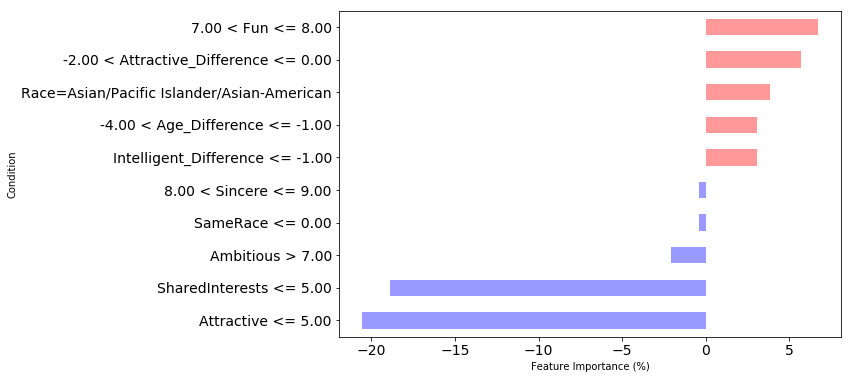 7.00 < Fun <= 8.00
-2.00 < Attractive_Difference <= 0.00
Race=Asian/Pacific Islander/Asian-American
-4.00 < Age_Difference <= -1.00
Intelligent_Difference <= -1.00
8.00 < Sincere <= 9.00
SameRace <= 0.00
Ambitious > 7.00
SharedInterests <= 5.00
Attractive <= 5.00
Condition
−20 −15 −10 −5 0 5
Feature Importance (%)